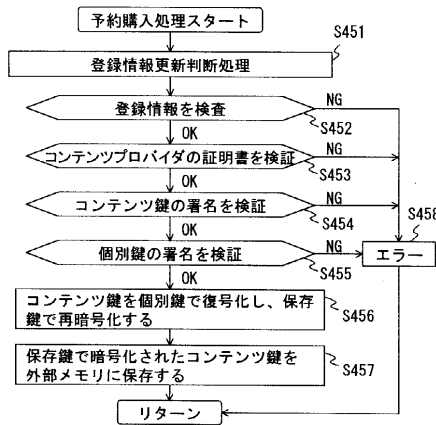 予約購入処理スタート
S451
登録情報更新判断処理
登録情報を検査
NG
S452
OK
コンテンツプロバイダの証明書を検証
NG
S453
OK
コンテンツ鍵の署名を検証
NG
S454
S458
OK
個別鍵の署名を検証
NG
エラー
S455
OK
コンテンツ鍵を個別鍵で復号化し、保存
鍵で再暗号化する
S456
保存鍵で暗号化されたコンテンツ鍵を
外部メモリに保存する
S457
リターン